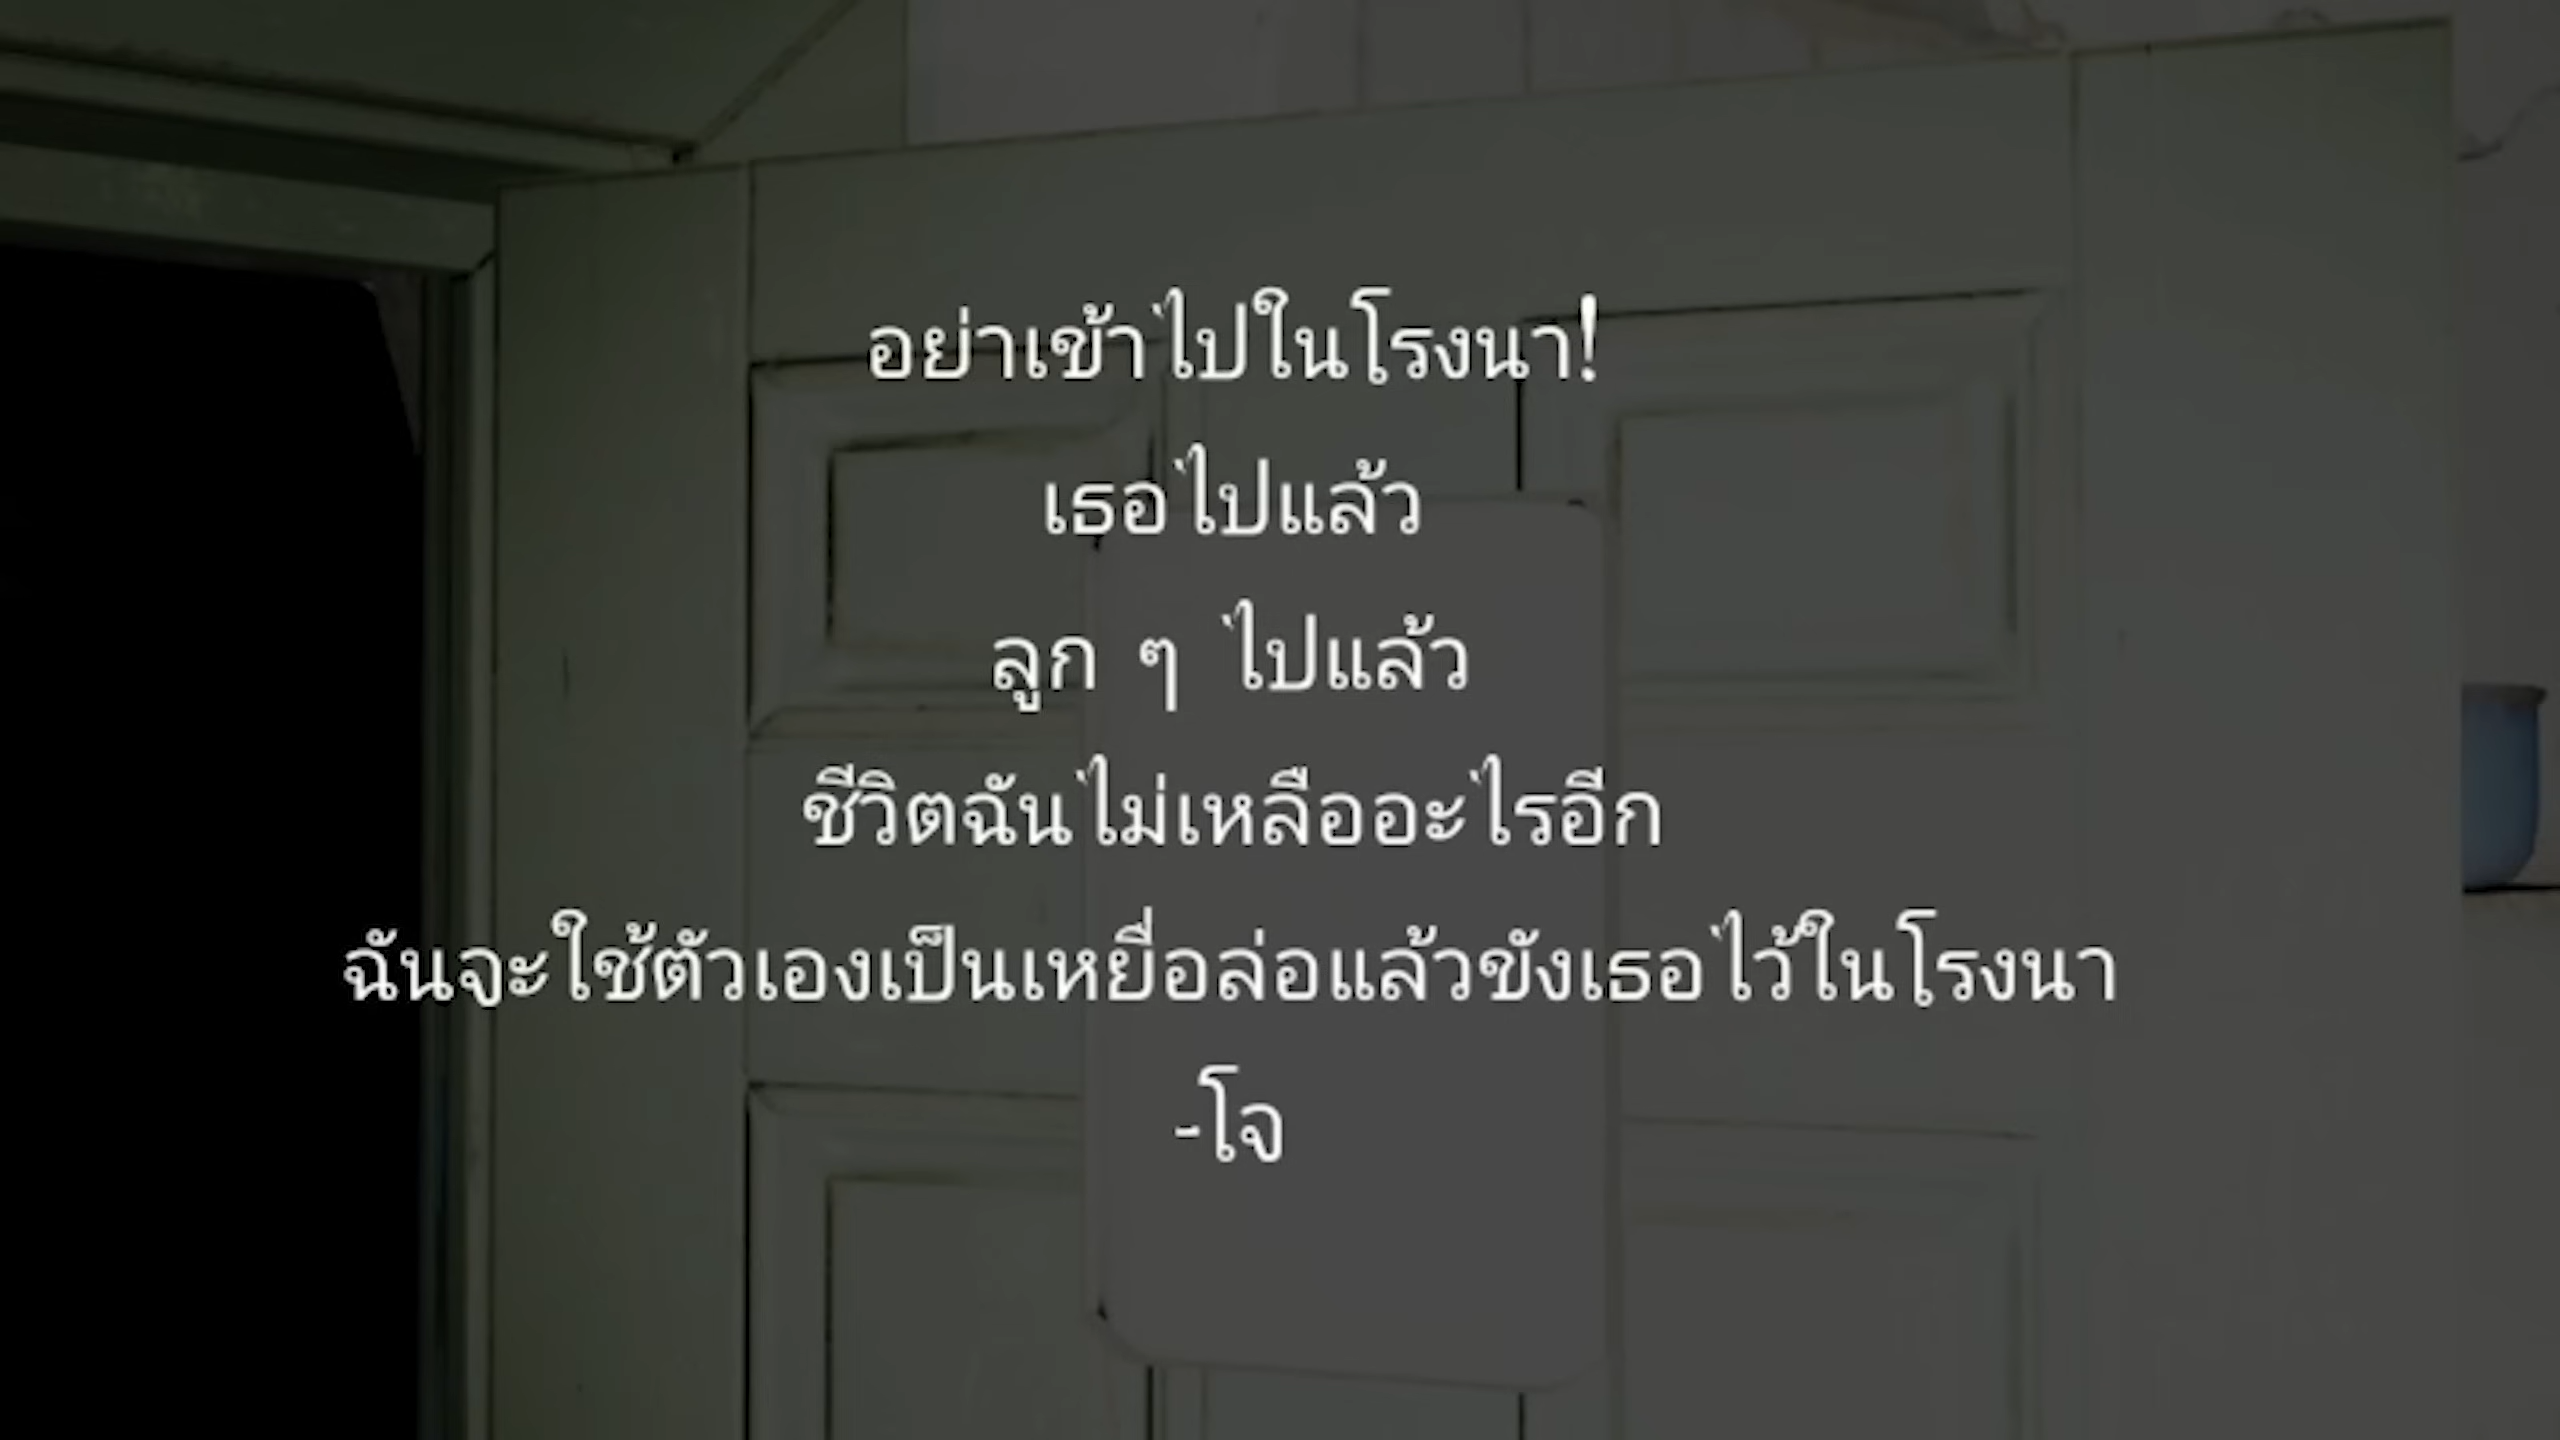 อย่าเข้าไปในโรงนา!
เธอไปแล้ว
ลูก ๆ ไปแล้ว
ชีวิตฉันไม่เหลืออะไรอีก
ฉันจะใช้ตัวเองเป็นเหยื่อล่อแล้วขังเธอไว้ในโรงนา
-โจ